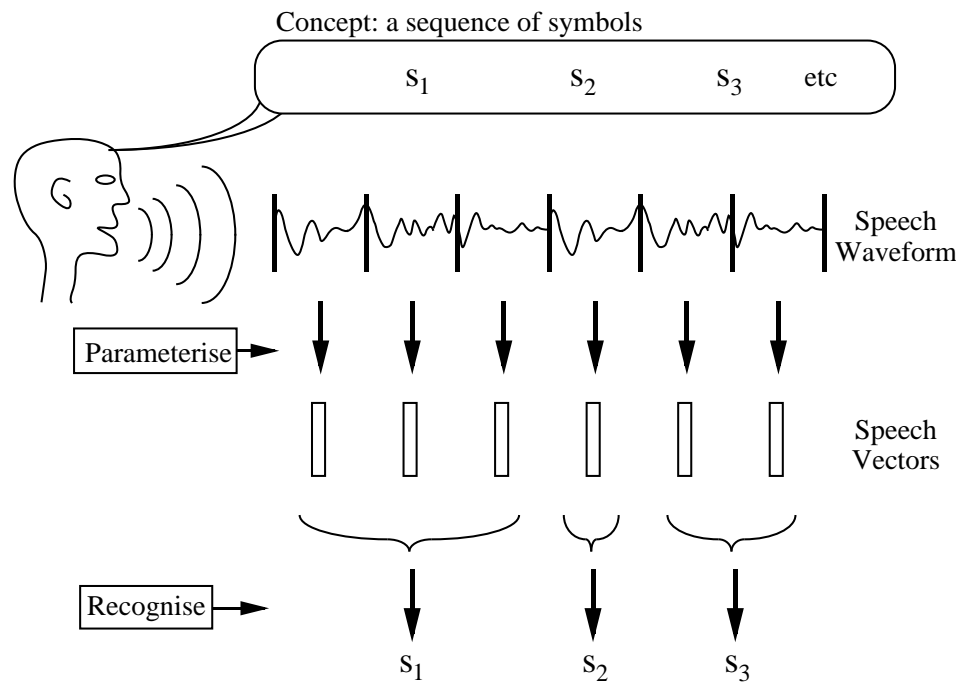 Concept: a sequence of symbols
s1 s2 s3 etc
Speech
Waveform
Parameterise
Speech
Vectors
Recognise
s1 s2 s3